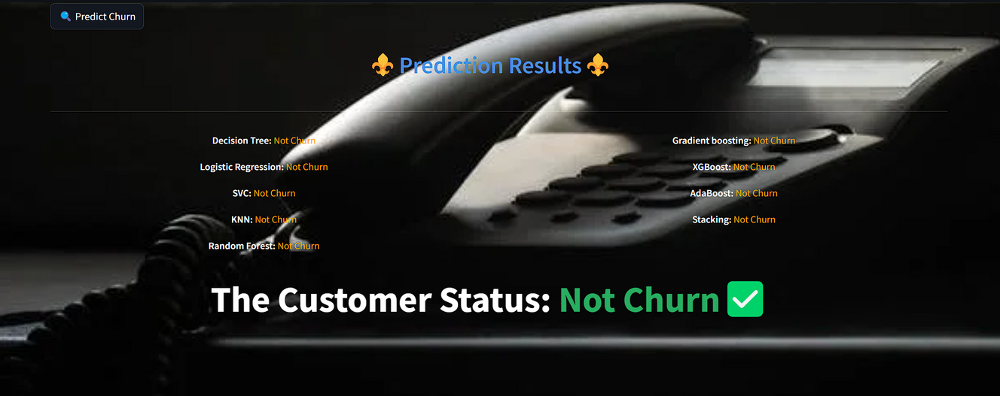 Predict Churn
Prediction Results
Decision Tree: Not Churn
Logistic Regression: Not Churn
SVC: Not Churn
KNN: Not Churn
Random Forest: Not Churn
Gradient boosting: Not Churn
XGBoost: Not Churn
AdaBoost: Not Churn
Stacking: Not Churn
The Customer Status: Not Churn